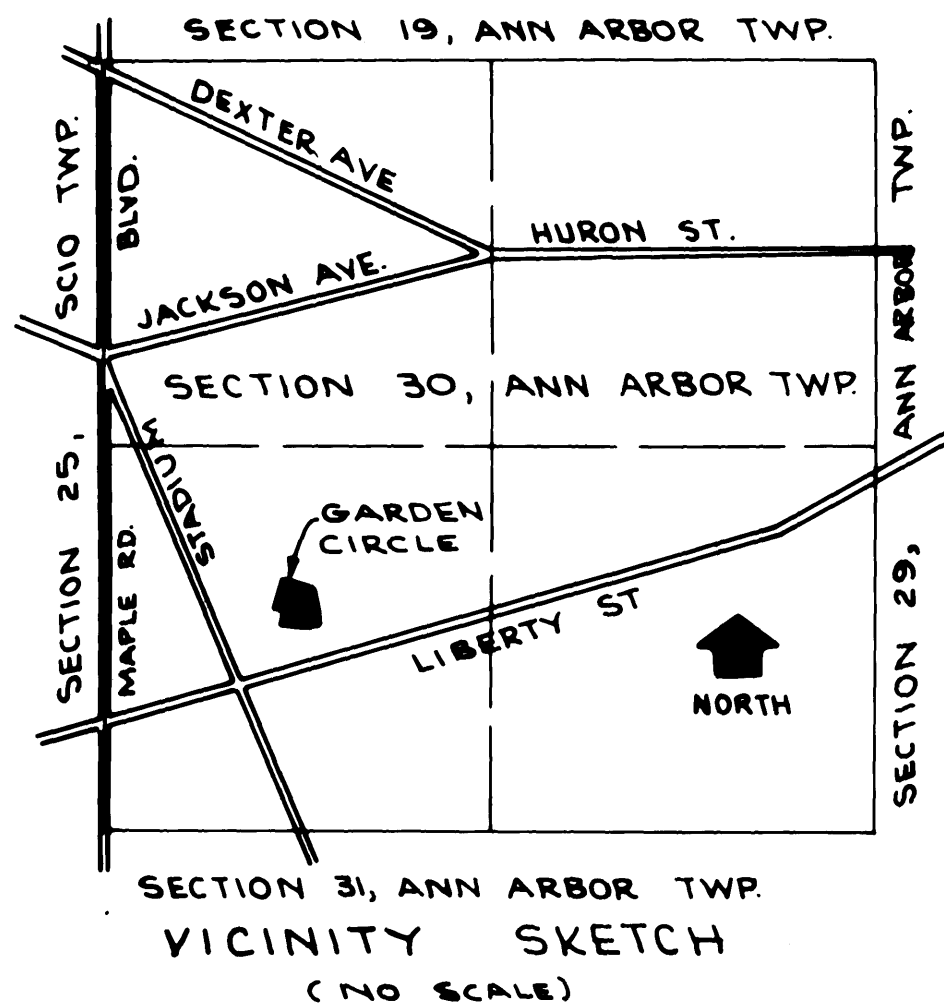 SECTION 19, ANN ARBOR TWP.
DEXTER AVE
HURON ST.
JACKSON AVE.
BLVD.
SECTION 25, SCIO TWP.
SECTION 30, ANN ARBOR TWP.
STADIUM
MAPLE RD.
GARDEN
CIRCLE
LIBERTY ST
NORTH
SECTION 29, ANN ARBOR TWP.
SECTION 31, ANN ARBOR TWP.
VICINITY SKETCH
(NO SCALE)